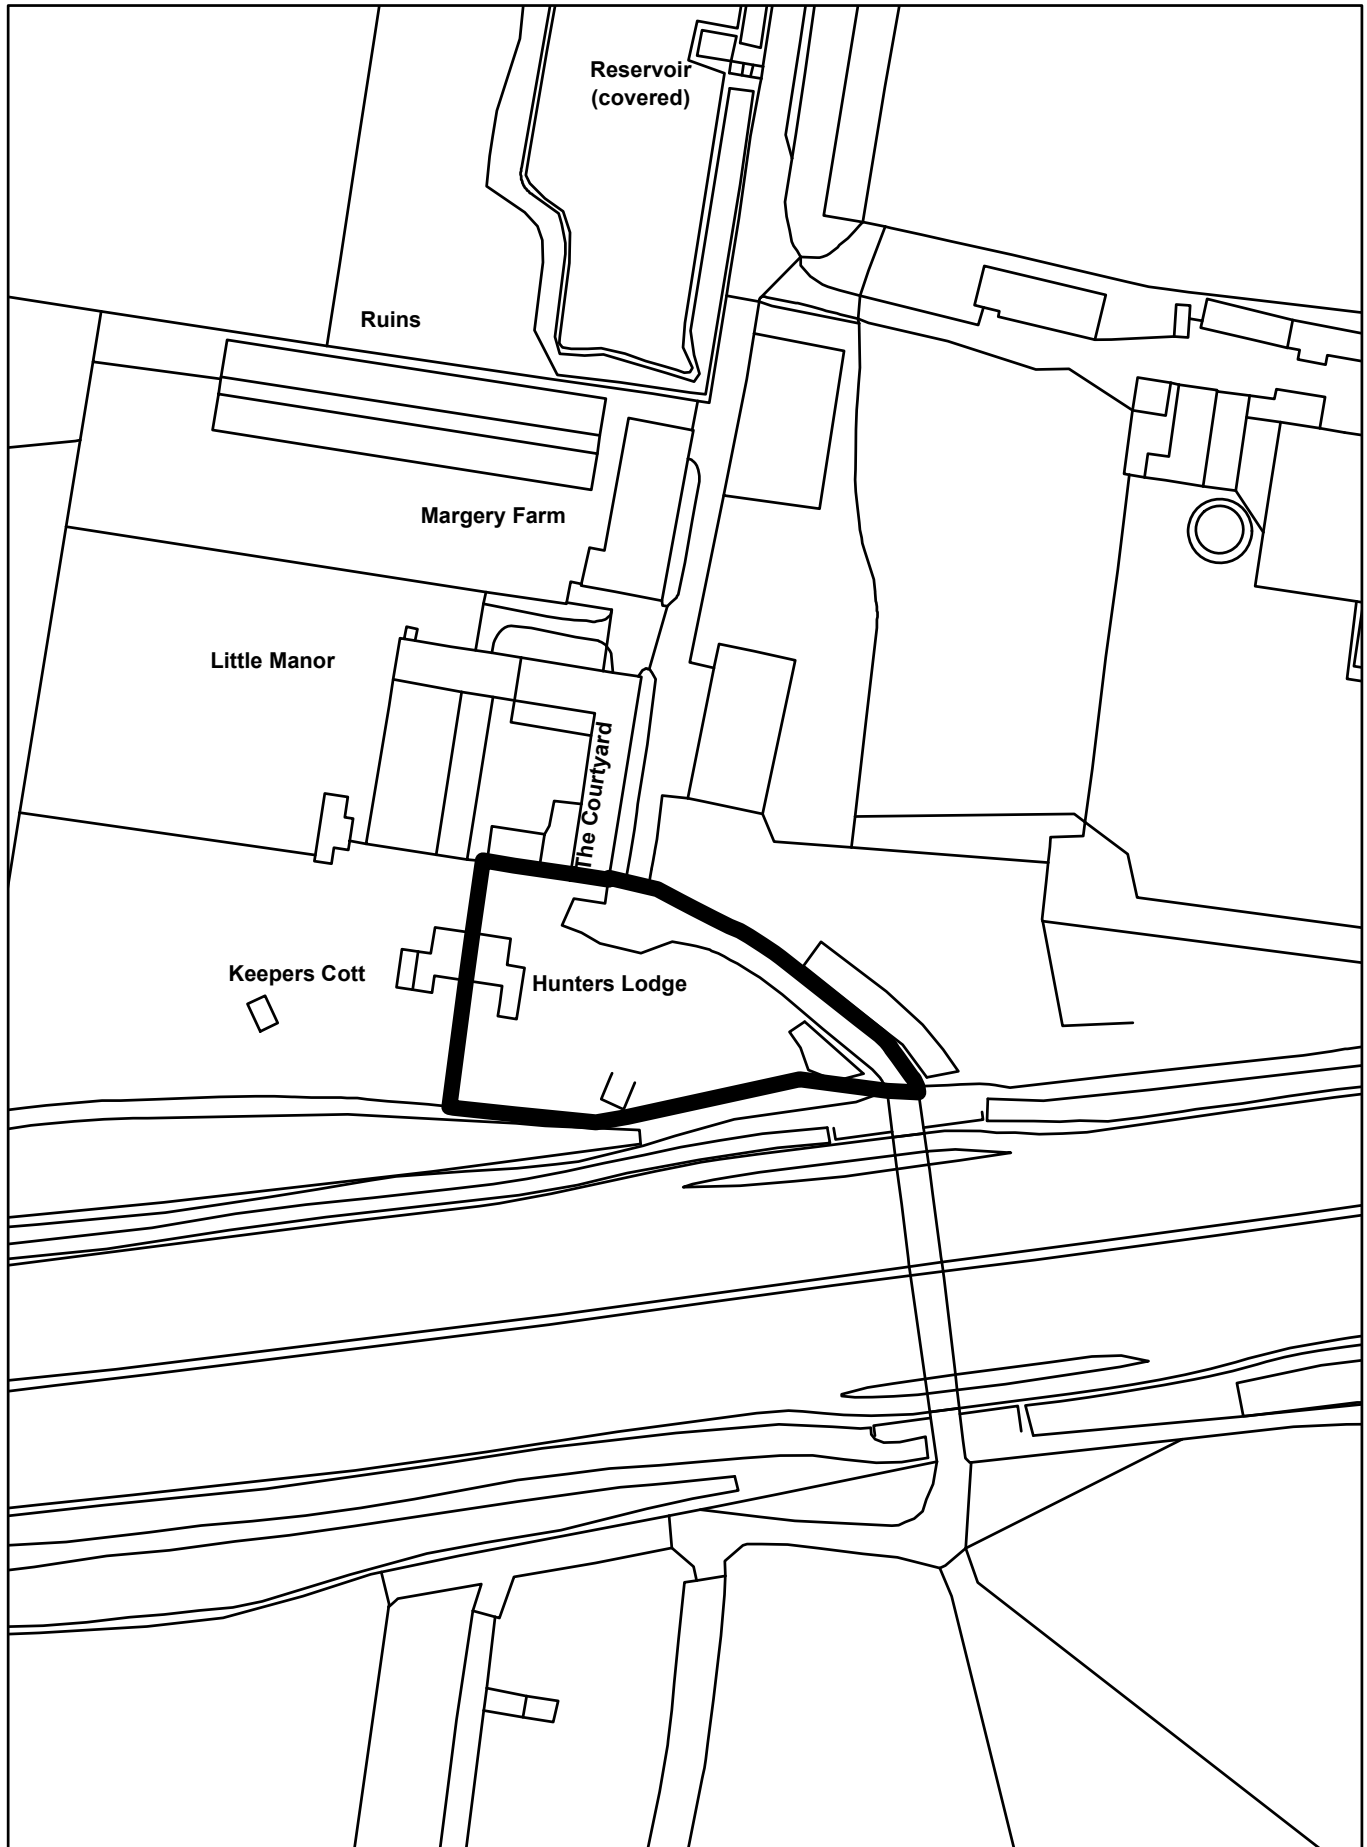 Reservoir
(covered)
Ruins
Margery Farm
Little Manor
The Courtyard
Keepers Cott
Hunters Lodge